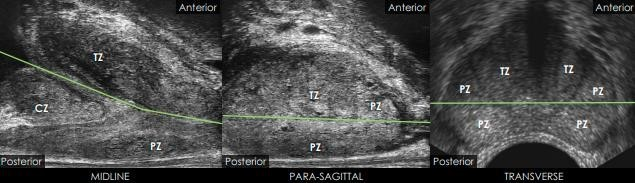 Anterior
TZ
CZ
PZ
Posterior
MIDLINE
Anterior
TZ
PZ
PZ
Posterior
PARA-SAGITTAL
Anterior
TZ
TZ
PZ
PZ
PZ
PZ
Posterior
TRANSVERSE